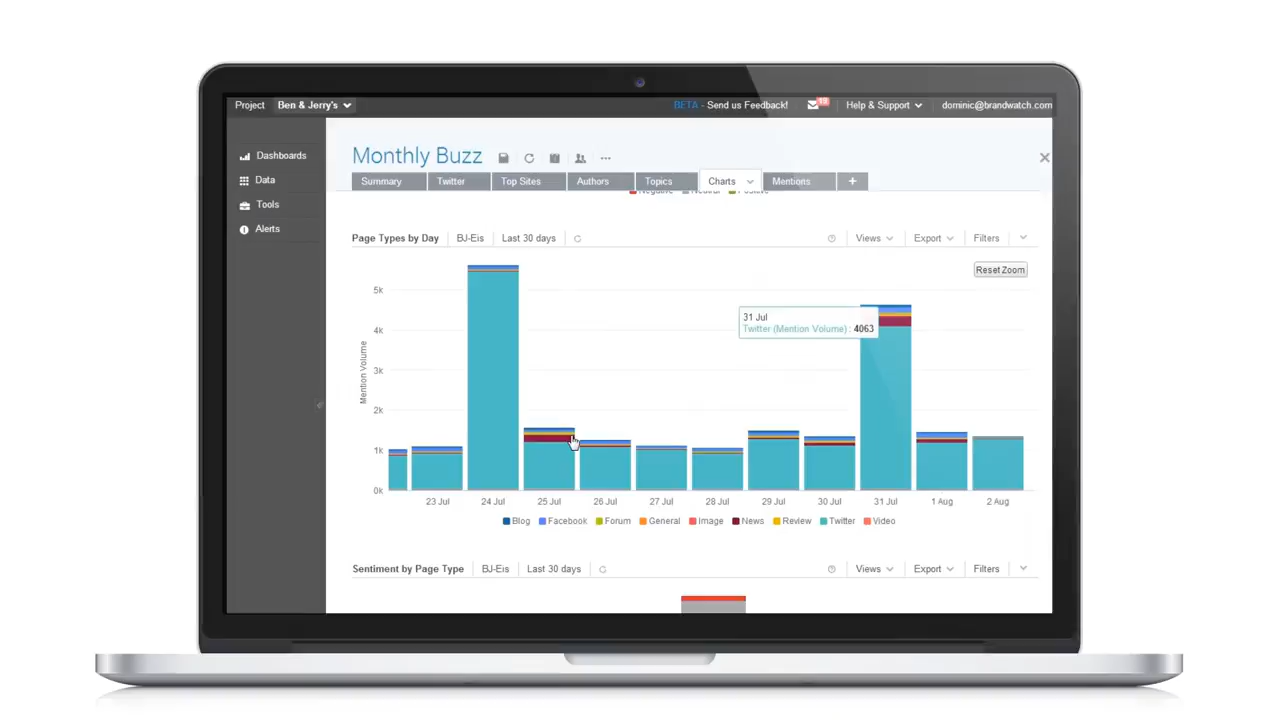 Project Ben & Jerry's BETA - Send us Feedback! 19 Help & Support dominic@brandwatch.com
Dashboards
Data
Tools
Alerts
Monthly Buzz
Summary Twitter Top Sites Authors Topics Charts Mentions +
Negative Neutral Positive
Page Types by Day BJ-Eis Last 30 days Views Export Filters
Reset Zoom
Mention Volume
5k
4k
3k
2k
1k
0k
31 Jul
Twitter (Mention Volume) : 4063
23 Jul 24 Jul 25 Jul 26 Jul 27 Jul 28 Jul 29 Jul 30 Jul 31 Jul 1 Aug 2 Aug
Blog Facebook Forum General Image News Review Twitter Video
Sentiment by Page Type BJ-Eis Last 30 days Views Export Filters